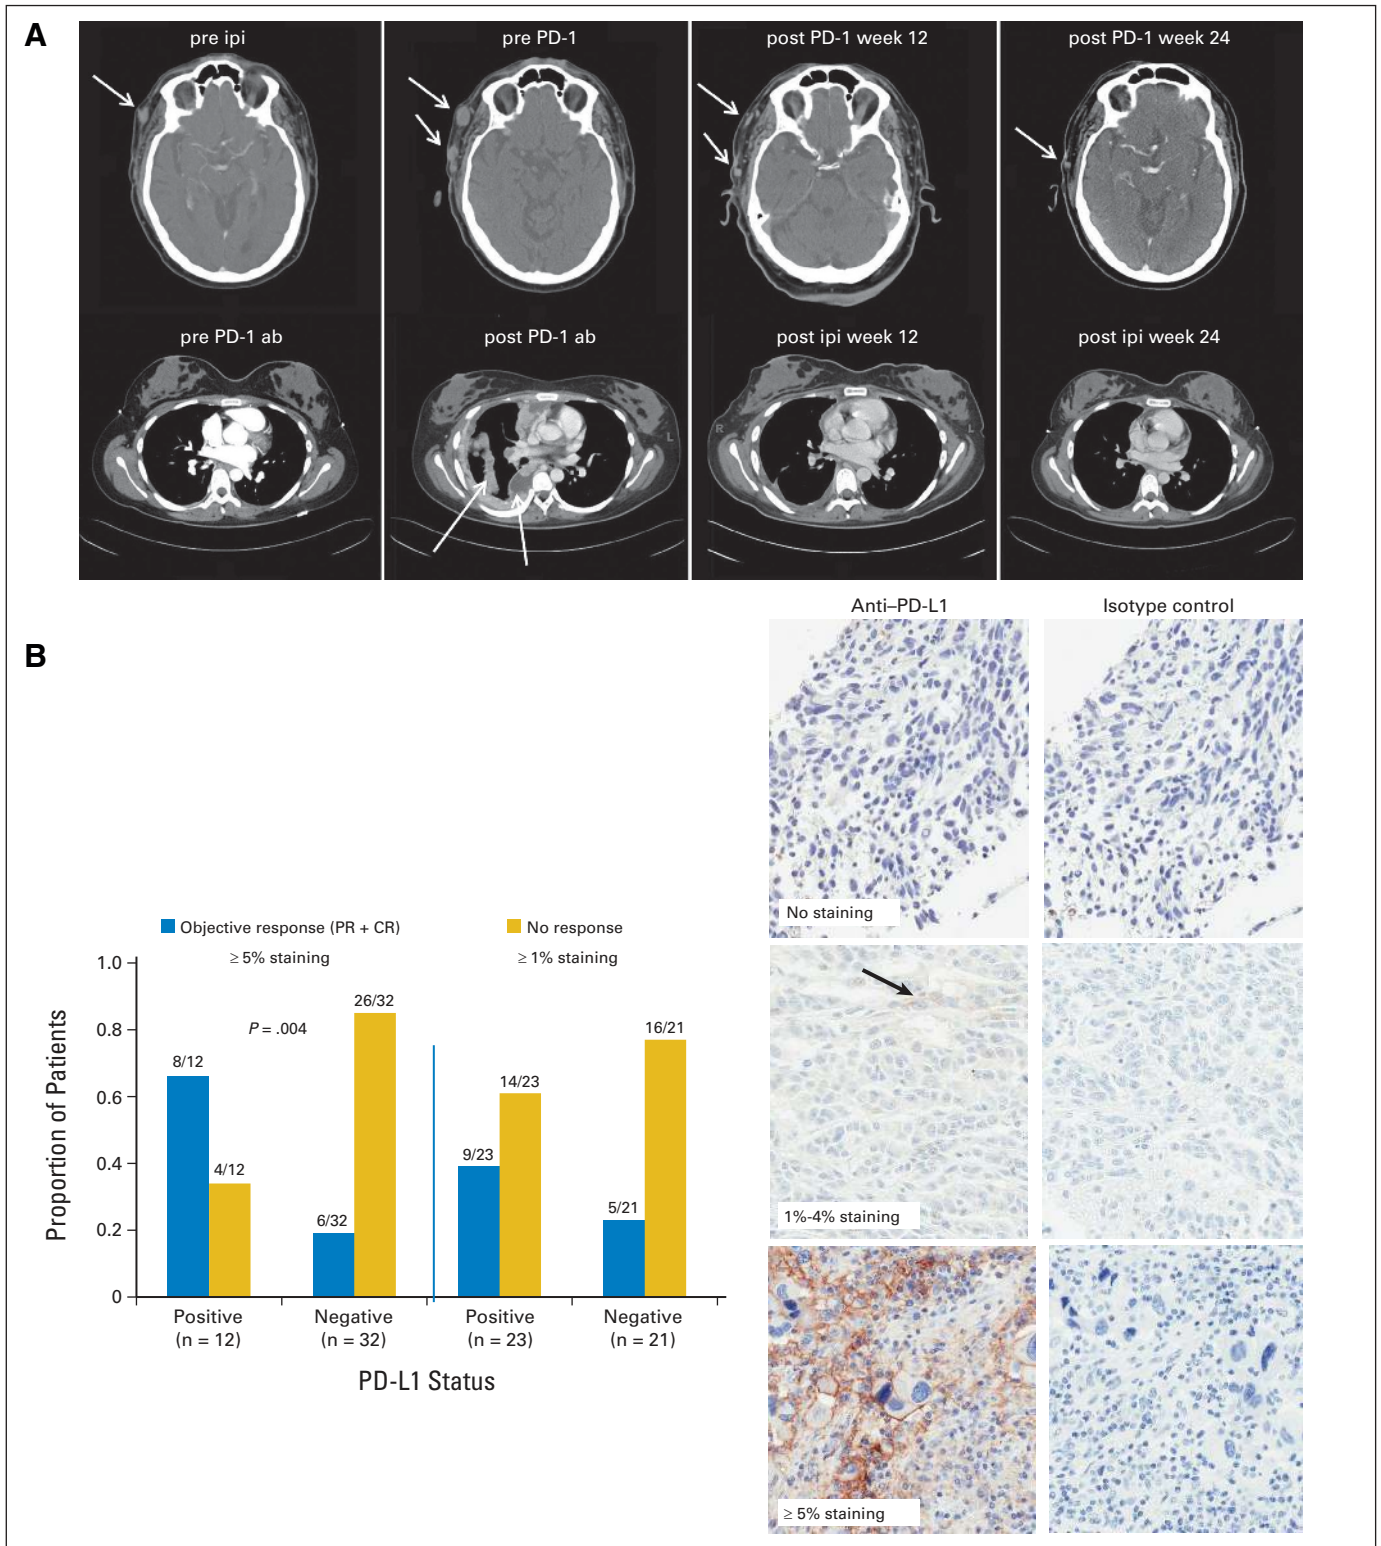 A
pre ipi
pre PD-1
post PD-1 week 12
post PD-1 week 24
pre PD-1 ab
post PD-1 ab
post ipi week 12
post ipi week 24
L
R
L
B
Anti–PD-L1
Isotype control
No staining
1%-4% staining
≥ 5% staining
Objective response (PR + CR)
No response
≥ 5% staining
≥ 1% staining
Proportion of Patients
1.0
0.8
0.6
0.4
0.2
0
P = .004
8/12
4/12
6/32
26/32
9/23
14/23
5/21
16/21
Positive
(n = 12)
Negative
(n = 32)
Positive
(n = 23)
Negative
(n = 21)
PD-L1 Status